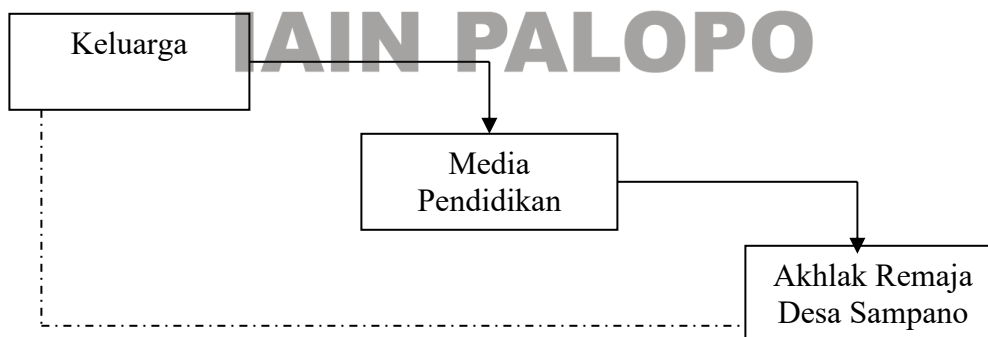 IAIN PALOPO
Keluarga
Media
Pendidikan
Akhlak Remaja
Desa Sampano